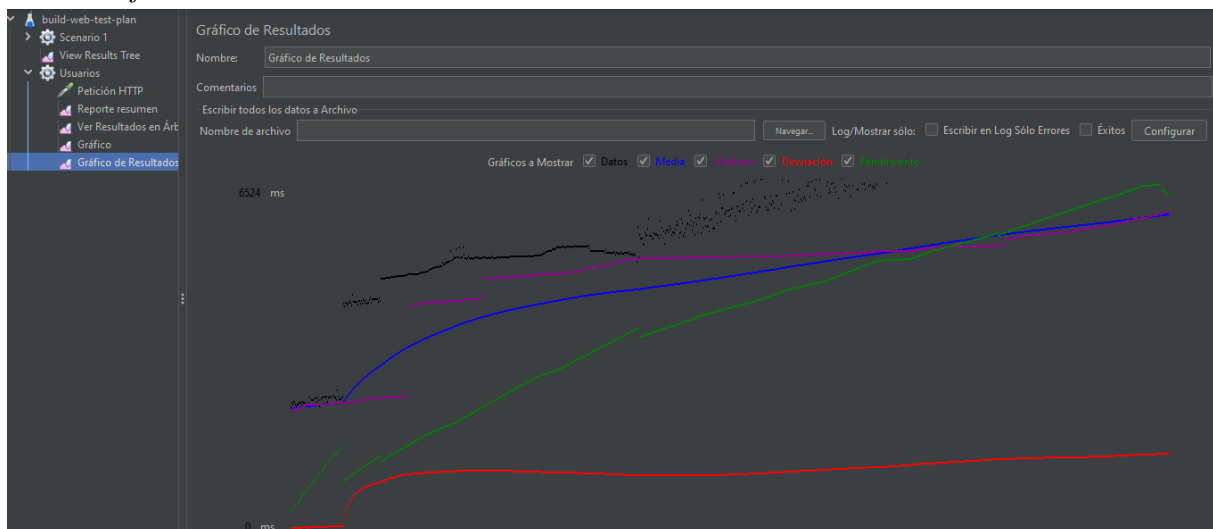 build-web-test-plan
Scenario 1
View Results Tree
Usuarios
Petición HTTP
Reporte resumen
Ver Resultados en Árb
Gráfico
Gráfico de Resultados
Gráfico de Resultados
Nombre: Gráfico de Resultados
Comentarios
Escribir todos los datos a Archivo
Nombre de archivo Navegar... Log/Mostrar sólo: Escribir en Log Sólo Errores Éxitos Configurar
Gráficos a Mostrar Datos Media Mediana Desviación Rendimiento
6524 ms
0 ms